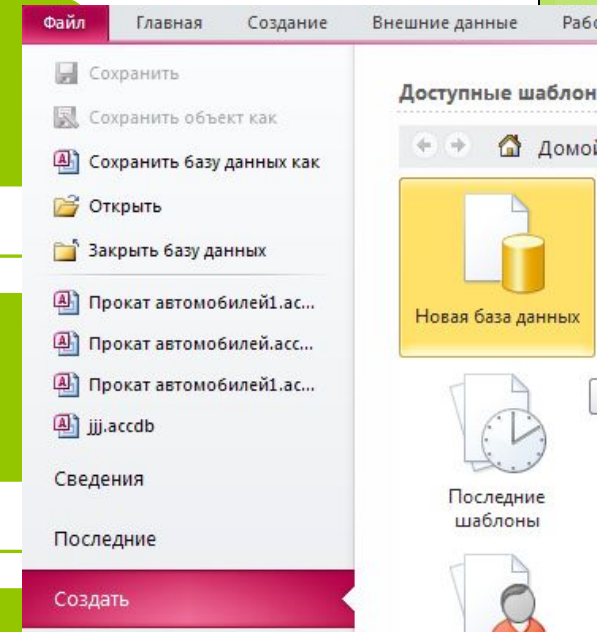 Файл Главная Создание Внешние данные
Сохранить
Сохранить объект как
Сохранить базу данных как
Открыть
Закрыть базу данных
Прокат автомобилей1.ac...
Прокат автомобилей.acc...
Прокат автомобилей1.ac...
jjj.accdb
Сведения
Последние
Создать
Доступные шаблон
Домой
Новая база данных
Последние
шаблоны